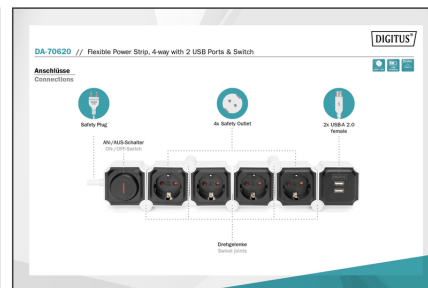 DIGITUS®
DA-70620 // Flexible Power Strip, 4-way with 2 USB Ports & Switch
Anschlüsse
Connections
Safety Plug
4x Safety Outlet
2x USB-A 2.0
female
AN-/AUS-Schalter
ON-/OFF-Switch
Drehgelenke
Swivel joints